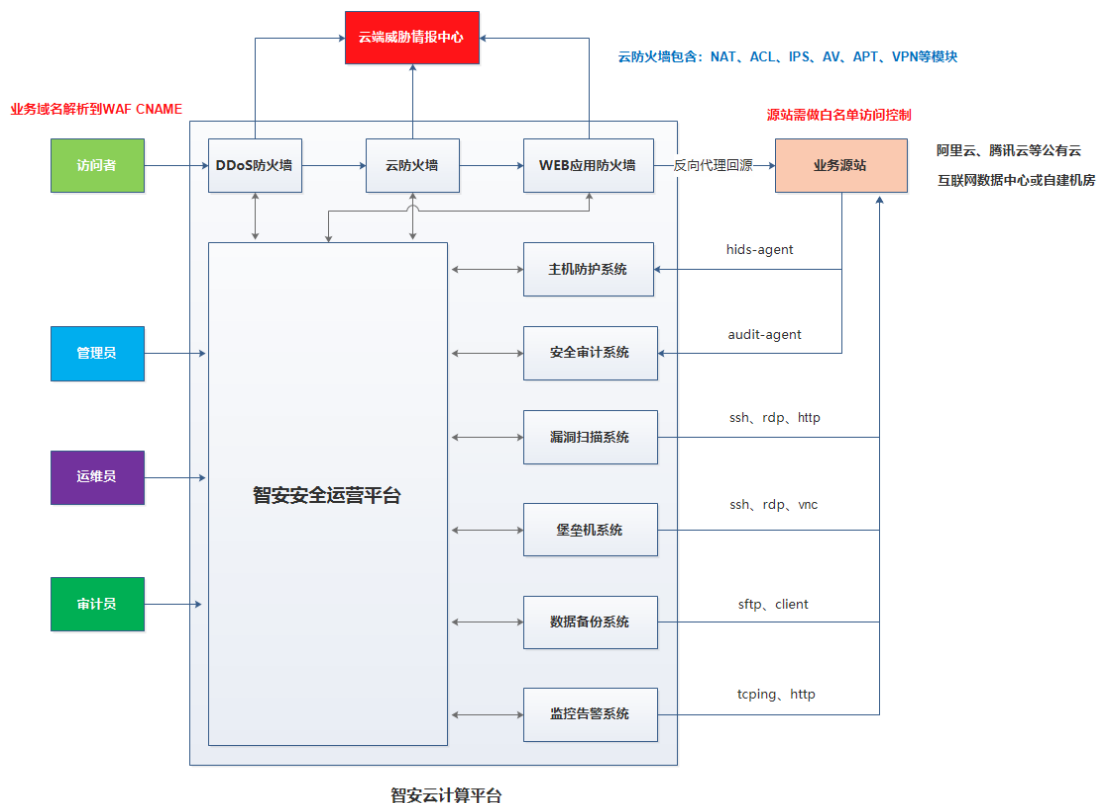 云端威胁情报中心
云防火墙包含：NAT、ACL、IPS、AV、APT、VPN等模块
业务域名解析到WAF CNAME
源站需做白名单访问控制
访问者
DDoS防火墙
云防火墙
WEB应用防火墙
反向代理回源
业务源站
阿里云、腾讯云等公有云
互联网数据中心或自建机房
hids-agent
主机防护系统
audit-agent
管理员
安全审计系统
ssh、rdp、http
漏洞扫描系统
运维员
智安安全运营平台
ssh、rdp、vnc
堡垒机系统
审计员
sftp、client
数据备份系统
tcping、http
监控告警系统
智安云计算平台